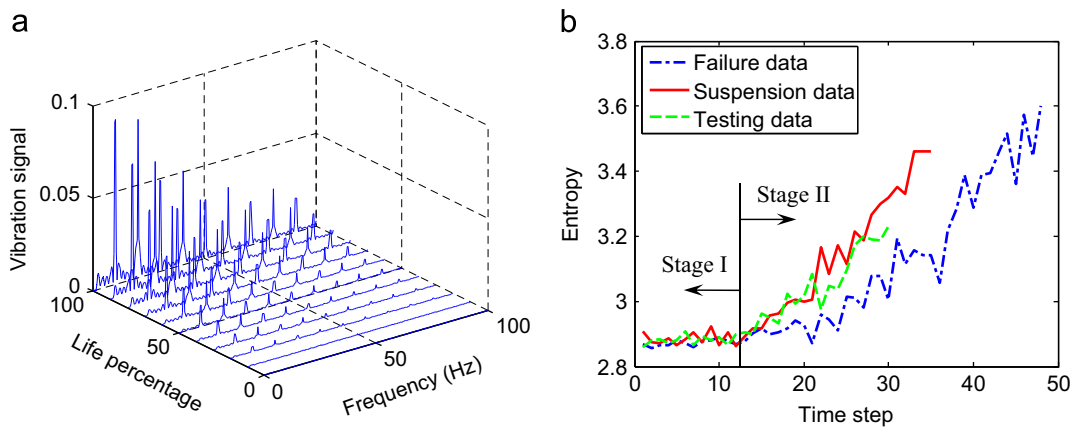 a
0.1
0.05
0
Vibration signal
100
50
0
Life percentage
0
50
100
Frequency (Hz)
b
3.8
3.6
3.4
3.2
3
2.8
Entropy
Failure data
Suspension data
Testing data
Stage II
Stage I
0
10
20
30
40
50
Time step